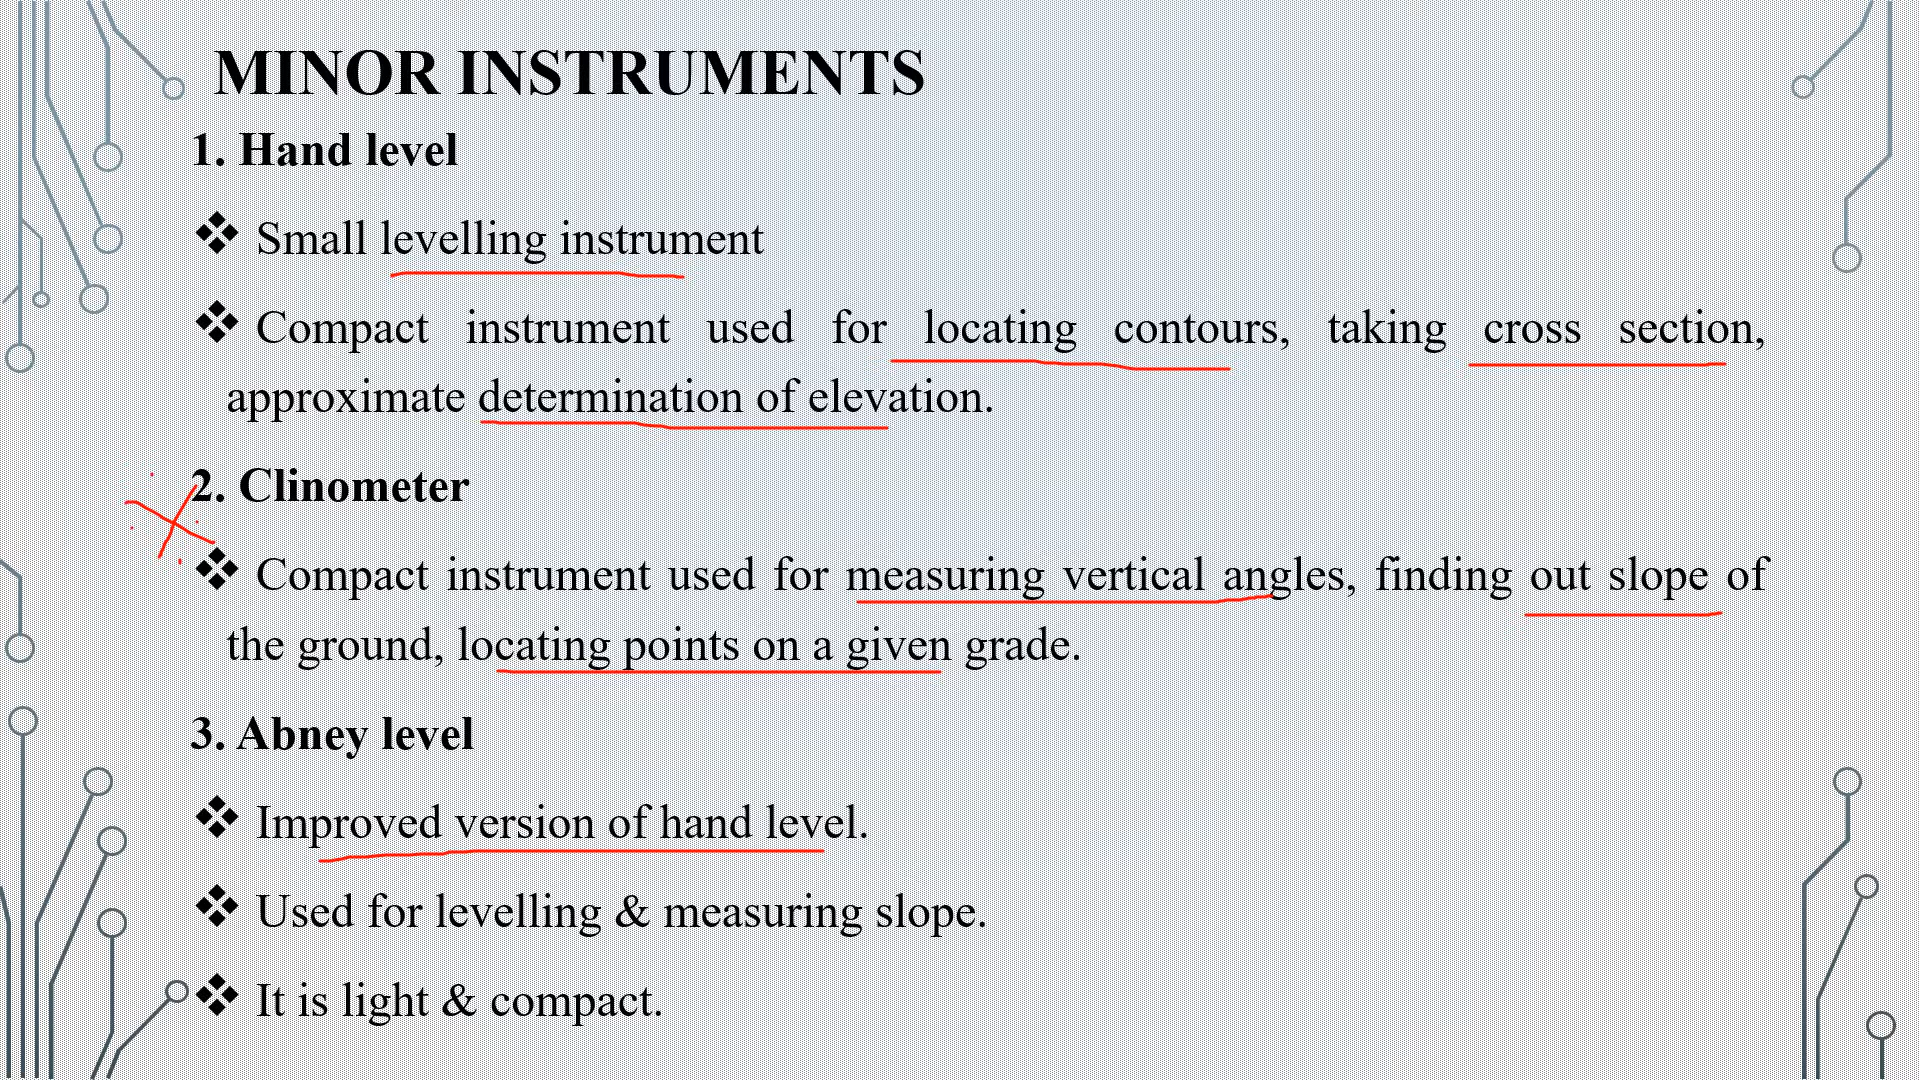 MINOR INSTRUMENTS
1. Hand level
❖ Small levelling instrument
❖ Compact instrument used for locating contours, taking cross section,
approximate determination of elevation.
2. Clinometer
❖ Compact instrument used for measuring vertical angles, finding out slope of
the ground, locating points on a given grade.
3. Abney level
❖ Improved version of hand level.
❖ Used for levelling & measuring slope.
❖ It is light & compact.